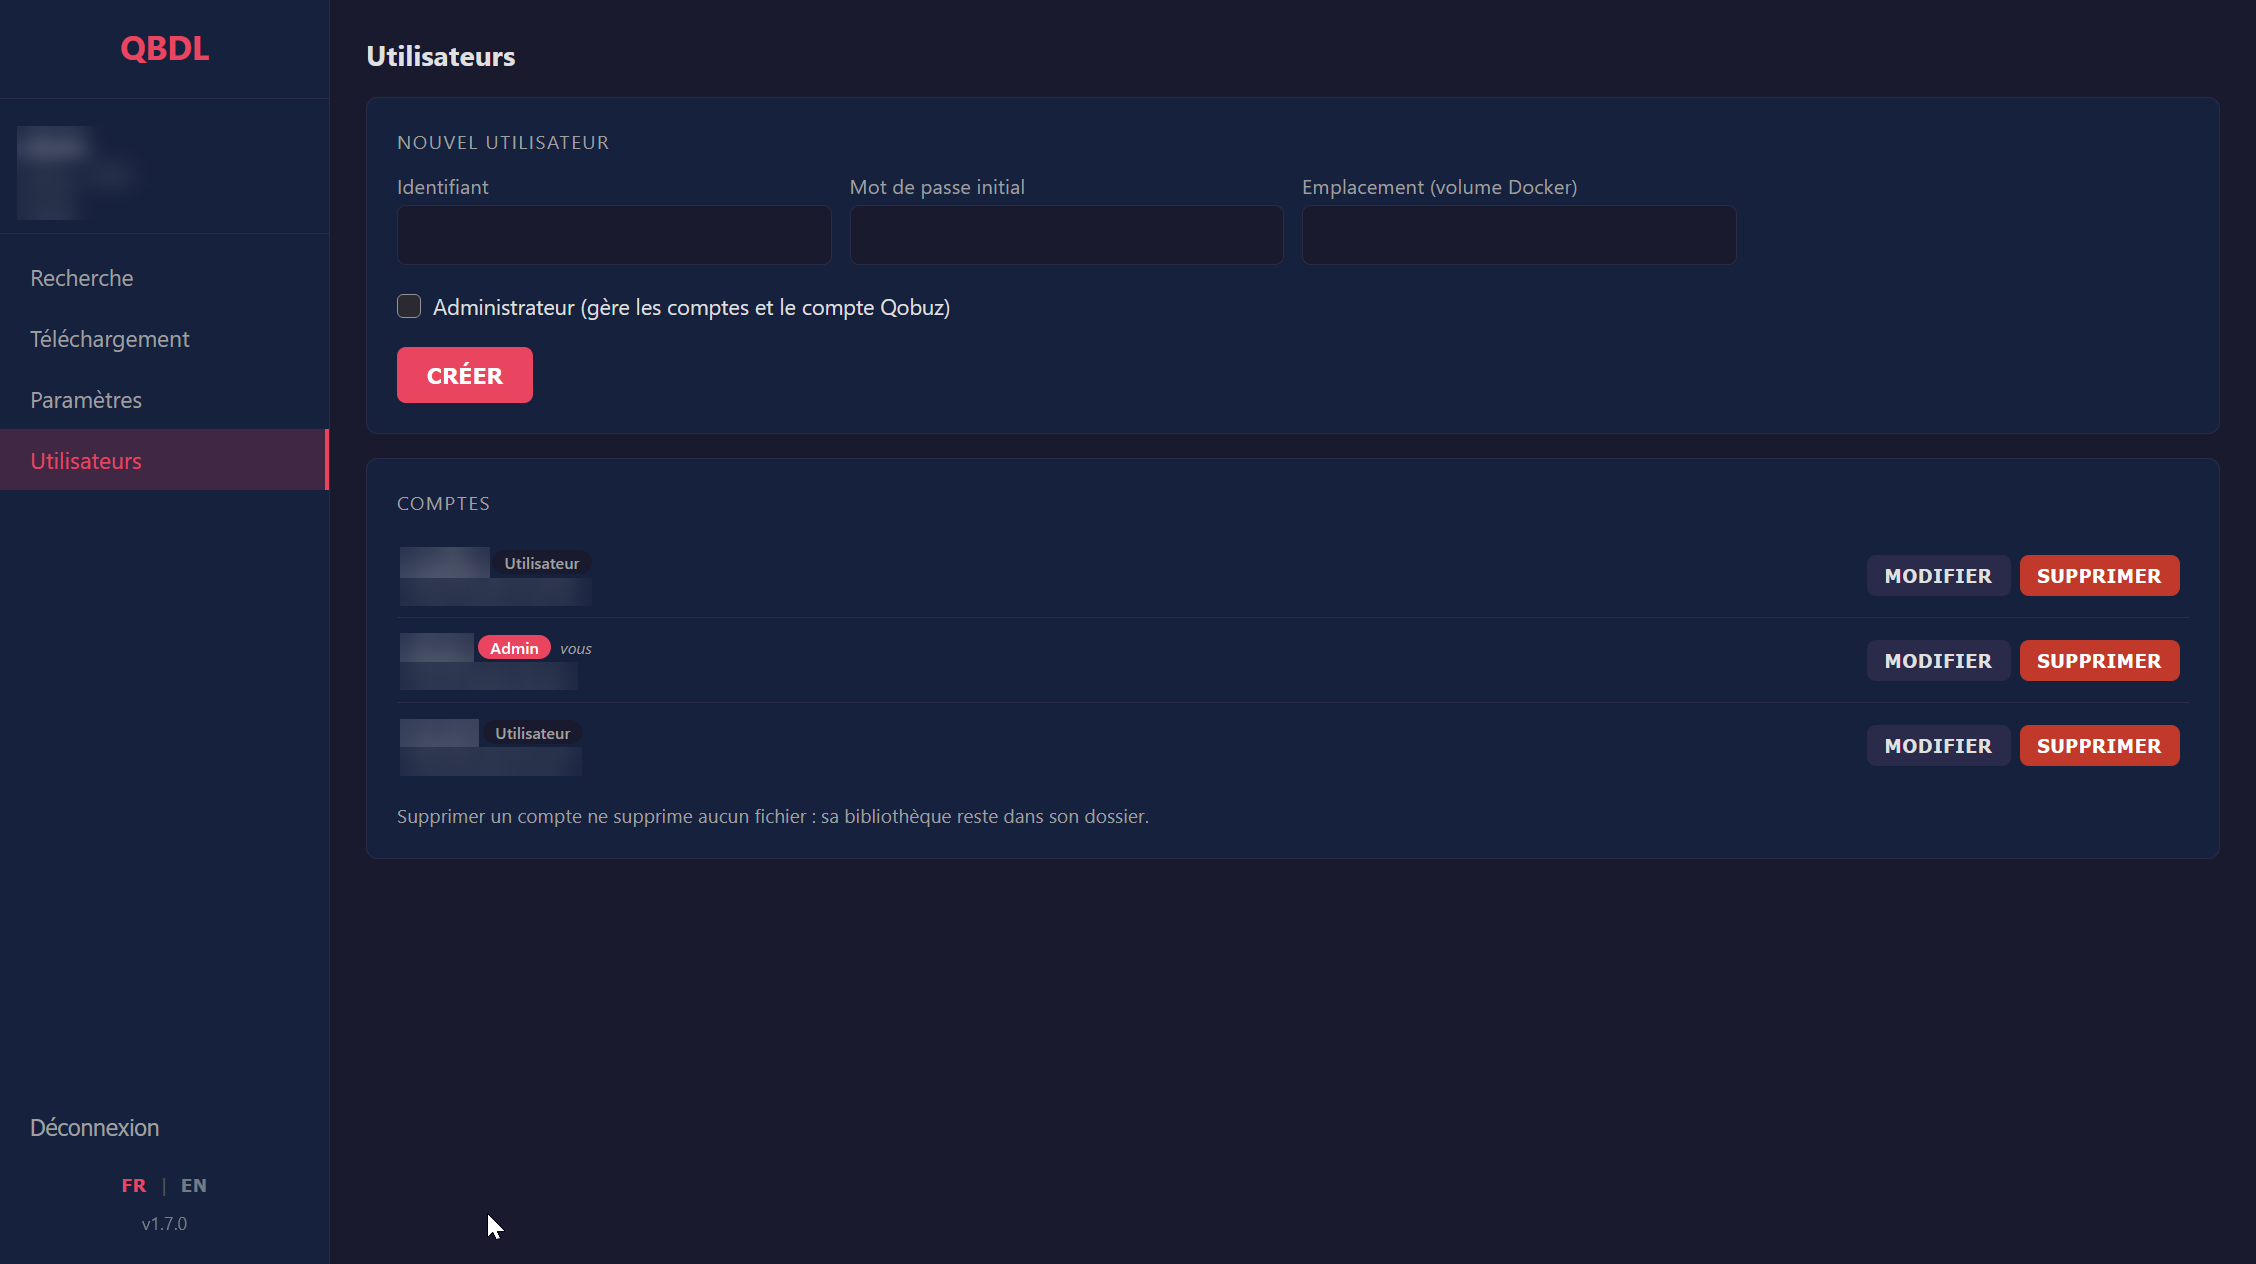 QBDL
Recherche
Téléchargement
Paramètres
Utilisateurs
Déconnexion
FR | EN
v1.7.0
Utilisateurs
NOUVEL UTILISATEUR
Identifiant
Mot de passe initial
Emplacement (volume Docker)
Administrateur (gère les comptes et le compte Qobuz)
CRÉER
COMPTES
Utilisateur
MODIFIER SUPPRIMER
Admin vous
MODIFIER SUPPRIMER
Utilisateur
MODIFIER SUPPRIMER
Supprimer un compte ne supprime aucun fichier : sa bibliothèque reste dans son dossier.